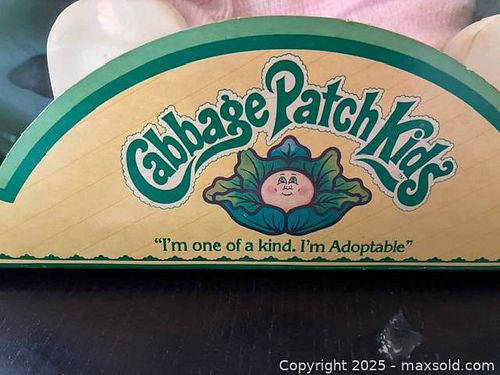 Cabbage Patch Kids
"I'm one of a kind. I'm Adoptable"
Copyright 2025 - maxsold.com